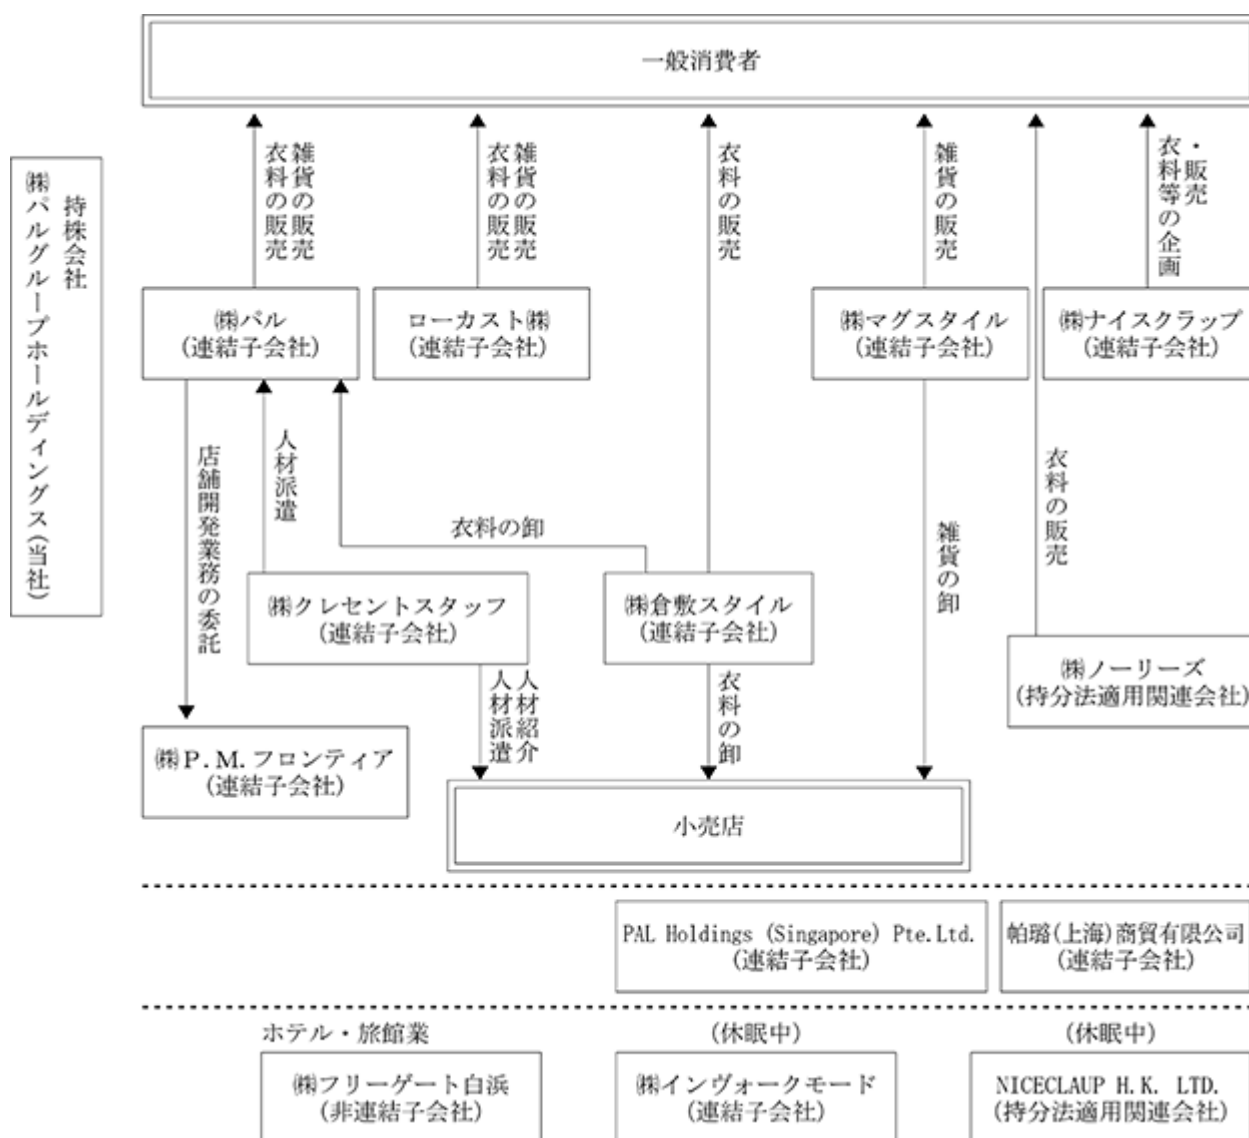 一般消費者
持株会社
㈱パルグループホールディングス(当社)
雑貨の販売
衣料の販売
雑貨の販売
衣料の販売
衣料の販売
雑貨の販売
・販売
衣料等の企画
㈱パル
(連結子会社)
ローカスト㈱
(連結子会社)
㈱マグスタイル
(連結子会社)
㈱ナイスクラップ
(連結子会社)
店舗開発業務の委託
人材派遣
衣料の卸
雑貨の卸
衣料の販売
㈱クレセントスタッフ
(連結子会社)
㈱倉敷スタイル
(連結子会社)
㈱ノーリーズ
(持分法適用関連会社)
人材紹介
人材派遣
衣料の卸
㈱P.M.フロンティア
(連結子会社)
小売店
PAL Holdings (Singapore) Pte.Ltd.
(連結子会社)
帕璐(上海)商貿有限公司
(連結子会社)
ホテル・旅館業
(休眠中)
(休眠中)
㈱フリーゲート白浜
(非連結子会社)
㈱インヴォークモード
(連結子会社)
NICECLAUP H.K. LTD.
(持分法適用関連会社)